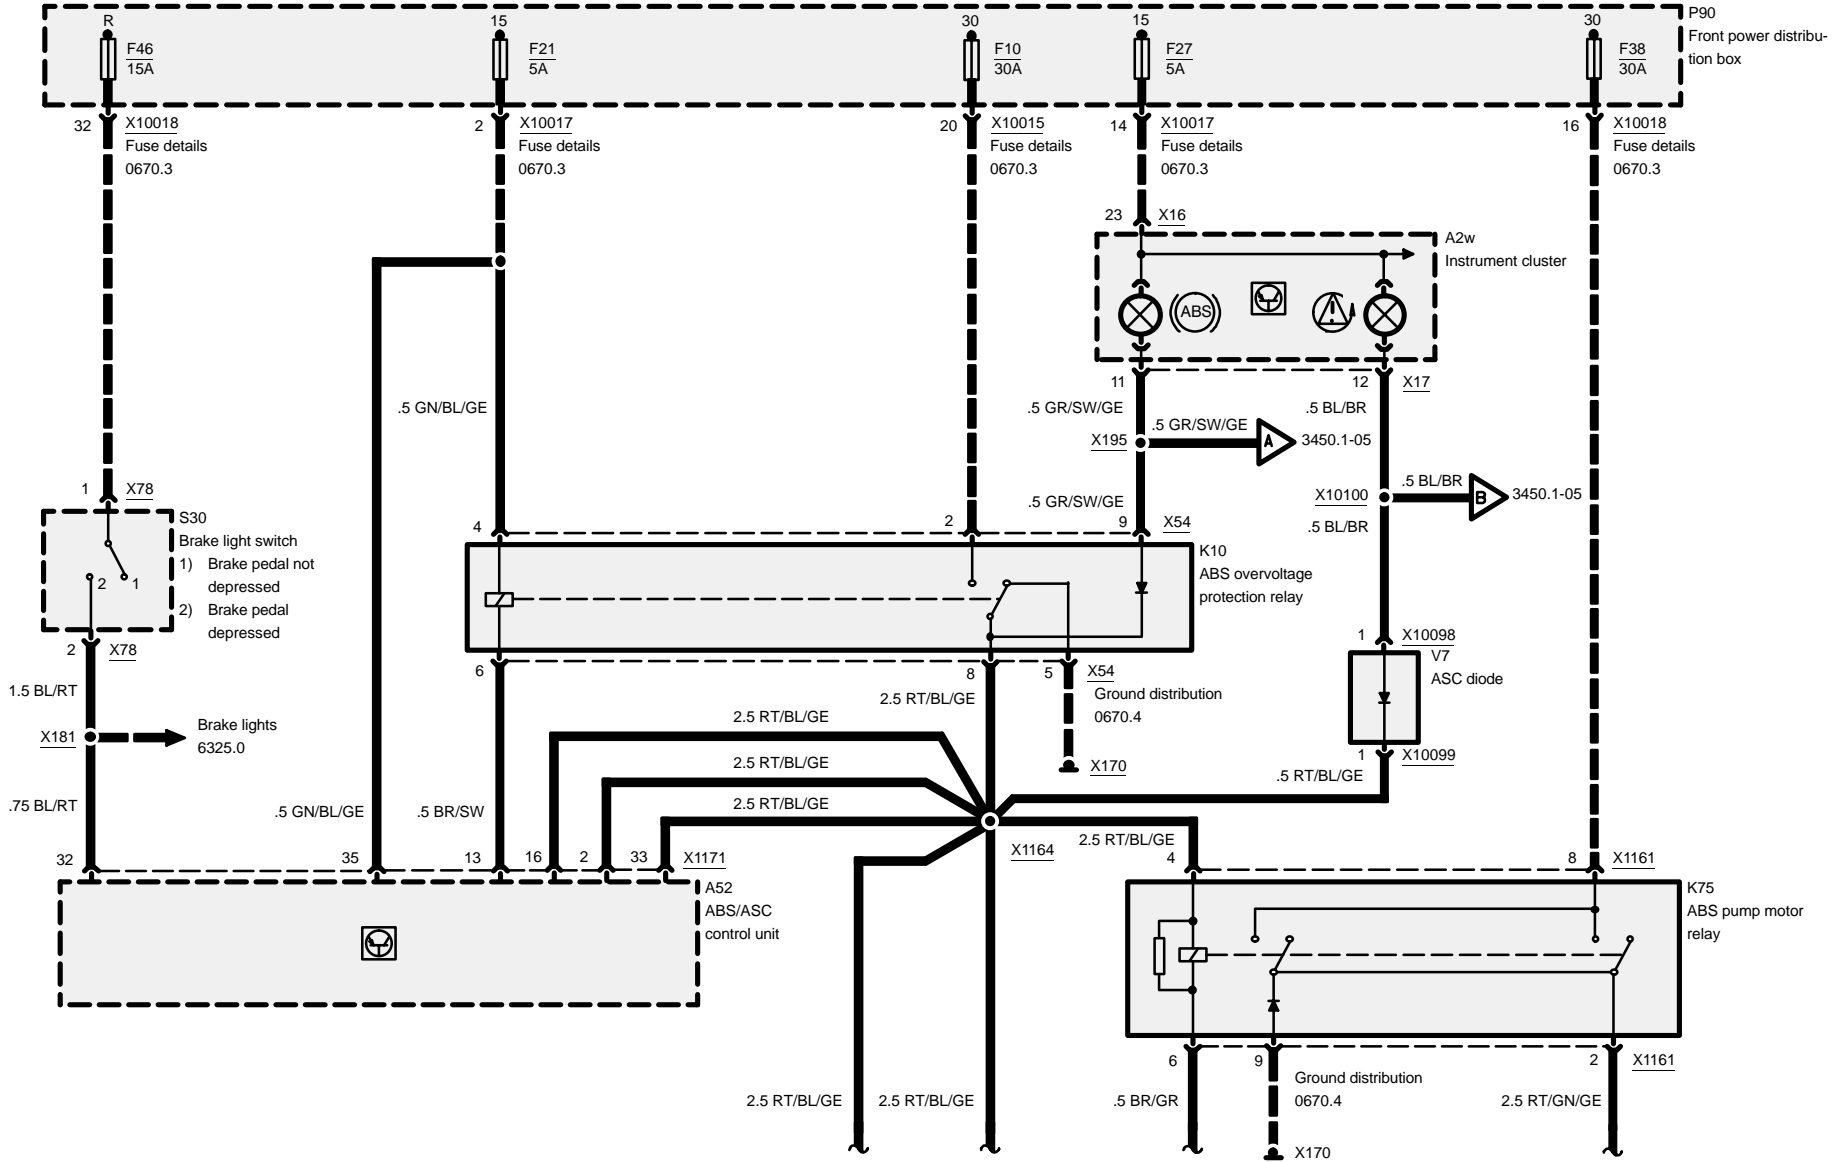 R
15
30
15
30
P90
Front power distribu-
tion box
F46
15A
F21
5A
F10
30A
F27
5A
F38
30A
32
X10018
Fuse details
0670.3
2
X10017
Fuse details
0670.3
20
X10015
Fuse details
0670.3
14
X10017
Fuse details
0670.3
16
X10018
Fuse details
0670.3
23
X16
A2w
Instrument cluster
ABS
11
12
X17
.5 GN/BL/GE
.5 GR/SW/GE
.5 BL/BR
X195
.5 GR/SW/GE
A
3450.1-05
.5 GR/SW/GE
X10100
.5 BL/BR
B
3450.1-05
.5 BL/BR
1
X78
S30
Brake light switch
1) Brake pedal not
depressed
2) Brake pedal
depressed
2
1
2
X78
4
2
9
X54
K10
ABS overvoltage
protection relay
6
8
5
X54
Ground distribution
0670.4
X170
1
X10098
V7
ASC diode
1
X10099
1.5 BL/RT
X181
Brake lights
6325.0
.75 BL/RT
.5 GN/BL/GE
.5 BR/SW
2.5 RT/BL/GE
2.5 RT/BL/GE
2.5 RT/BL/GE
2.5 RT/BL/GE
.5 RT/BL/GE
2.5 RT/BL/GE
X1164
32
35
13
16
2
33
X1171
A52
ABS/ASC
control unit
4
8
X1161
K75
ABS pump motor
relay
6
9
2
X1161
Ground distribution
0670.4
X170
2.5 RT/BL/GE
2.5 RT/BL/GE
.5 BR/GR
2.5 RT/GN/GE